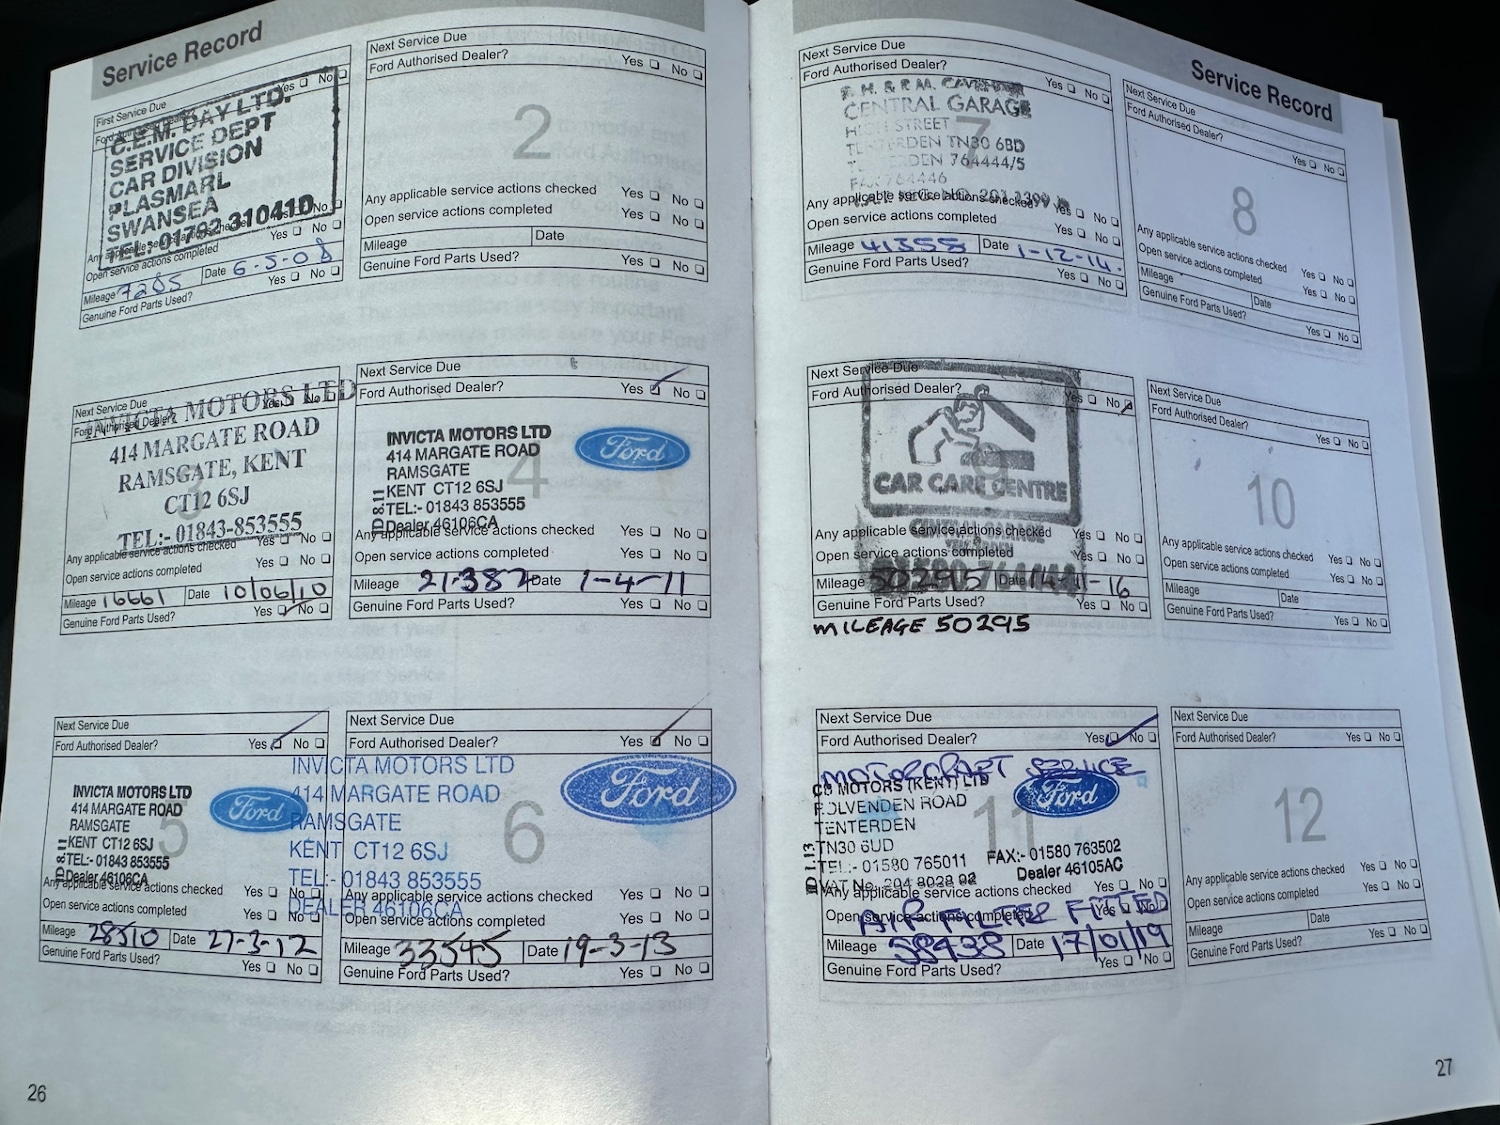 Service Record
First Service Due
Yes No
C.E.M. DAY LTD.
SERVICE DEPT
CAR DIVISION
PLASMARL
SWANSEA
TEL: 01792 310410
Open service actions completed Yes No
Mileage 7285 Date 6-5-08
Genuine Ford Parts Used? Yes No
Next Service Due
Ford Authorised Dealer? Yes No
2
Any applicable service actions checked Yes No
Open service actions completed Yes No
Mileage Date
Genuine Ford Parts Used? Yes No
Next Service Due
Ford Authorised Dealer? Yes No
INVICTA MOTORS LTD
414 MARGATE ROAD
RAMSGATE, KENT
3
CT12 6SJ
TEL:- 01843-853555
Any applicable service actions checked Yes No
Open service actions completed Yes No
Mileage 16661 Date 10/06/10
Genuine Ford Parts Used? Yes No
Next Service Due
Ford Authorised Dealer? Yes No
INVICTA MOTORS LTD
414 MARGATE ROAD
RAMSGATE
KENT CT12 6SJ
TEL:- 01843 853555
Dealer 46106CA
Ford
4
Any applicable service actions checked Yes No
Open service actions completed Yes No
Mileage 21-387 Date 1-4-11
Genuine Ford Parts Used? Yes No
Next Service Due
Ford Authorised Dealer? Yes No
INVICTA MOTORS LTD
414 MARGATE ROAD
RAMSGATE
KENT CT12 6SJ
TEL:- 01843 853555
Dealer 46106CA
Ford
5
Any applicable service actions checked Yes No
Open service actions completed Yes No
Mileage 28510 Date 27-3-12
Genuine Ford Parts Used? Yes No
Next Service Due
Ford Authorised Dealer? Yes No
INVICTA MOTORS LTD
414 MARGATE ROAD
RAMSGATE
KENT CT12 6SJ
TEL:- 01843 853555
DEALER 46106CA
Ford
6
Any applicable service actions checked Yes No
Open service actions completed Yes No
Mileage 33545 Date 19-3-13
Genuine Ford Parts Used? Yes No
26
Service Record
Next Service Due
Ford Authorised Dealer? Yes No
CENTRAL GARAGE
HIGH STREET
7
TENTERDEN TN30 6BD
764444/5
Any applicable service actions checked Yes No
Open service actions completed Yes No
Mileage 41355 Date 1-12-14.
Genuine Ford Parts Used? Yes No
Next Service Due
Ford Authorised Dealer? Yes No
8
Any applicable service actions checked Yes No
Open service actions completed Yes No
Mileage Date
Genuine Ford Parts Used? Yes No
Next Service Due
Ford Authorised Dealer? Yes No
9
CAR CARE CENTRE
Any applicable service actions checked Yes No
Open service actions completed Yes No
Mileage 502915 Date 14-11-16
Genuine Ford Parts Used? Yes No
MILEAGE 50295
Next Service Due
Ford Authorised Dealer? Yes No
10
Any applicable service actions checked Yes No
Open service actions completed Yes No
Mileage Date
Genuine Ford Parts Used? Yes No
Next Service Due
Ford Authorised Dealer? Yes No
MOTORCRAFT SERVICE
MOTORS (KENT) LTD
ROLVENDEN ROAD
TENTERDEN
TN30 6UD
TEL:- 01580 765011 FAX:- 01580 763502
Dealer 46105AC
Ford
11
Any applicable service actions checked Yes No
Open service actions completed Yes No
AIR FILTER FITTED
Mileage 58438 Date 17/01/19
Genuine Ford Parts Used? Yes No
Next Service Due
Ford Authorised Dealer? Yes No
12
Any applicable service actions checked Yes No
Open service actions completed Yes No
Mileage Date
Genuine Ford Parts Used? Yes No
27